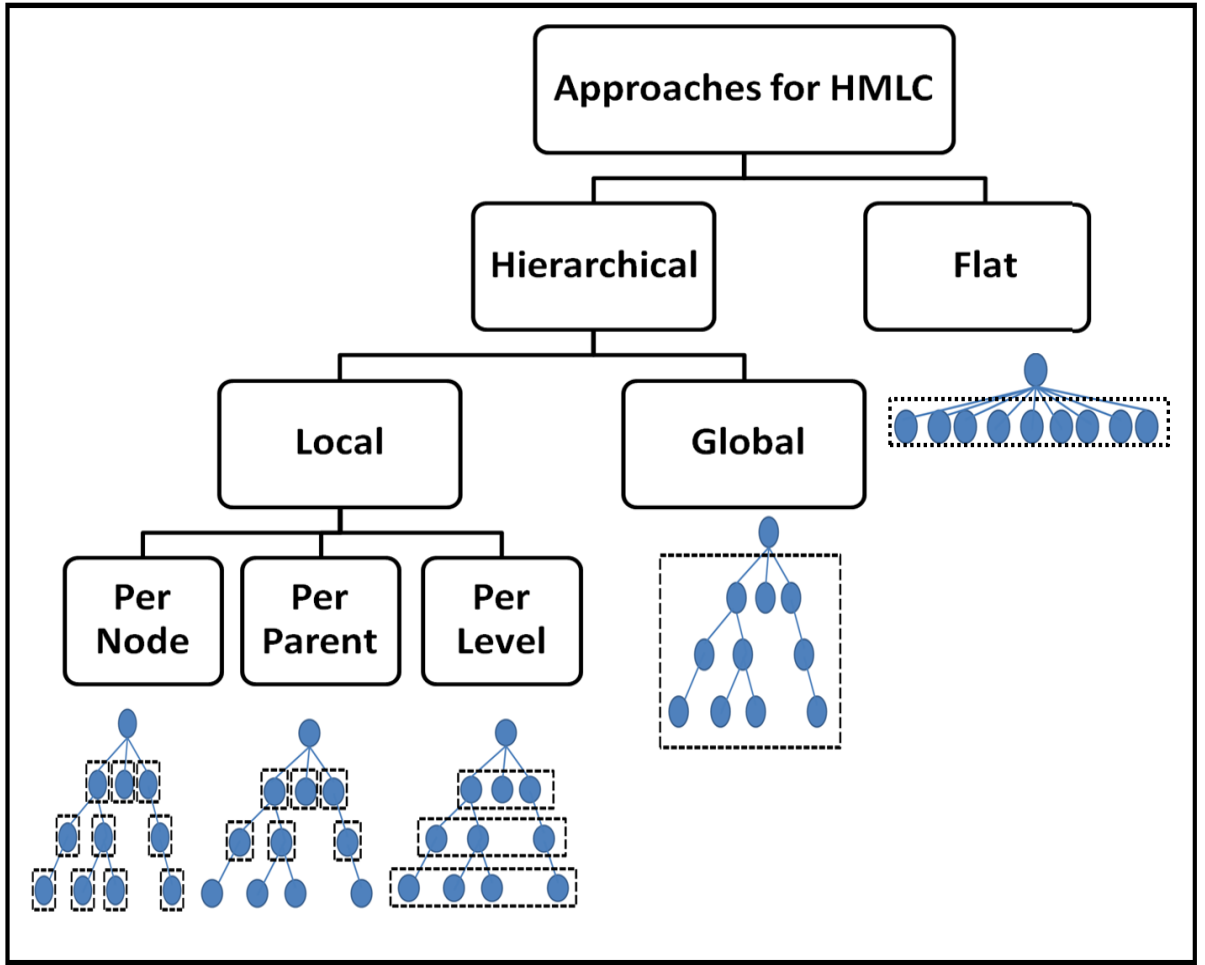 Approaches for HMLC
Hierarchical
Flat
Local
Global
Per
Node
Per
Parent
Per
Level